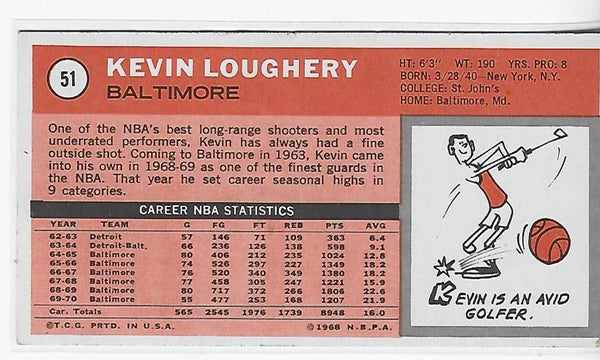 51
KEVIN LOUGHERY
BALTIMORE
HT: 6'3" WT: 190 YRS. PRO: 8
BORN: 3/28/40—New York, N.Y.
COLLEGE: St. John's
HOME: Baltimore, Md.
One of the NBA's best long-range shooters and most
underrated performers, Kevin has always had a fine
outside shot. Coming to Baltimore in 1963, Kevin came
into his own in 1968-69 as one of the finest guards
in the NBA. That year he set career seasonal highs in
9 categories.
CAREER NBA STATISTICS
YEAR TEAM G FG FT REB PTS AVG
62-63 Detroit 57 146 71 109 363 6.4
63-64 Detroit-Balt. 66 236 126 138 598 9.1
64-65 Baltimore 80 406 212 235 1024 12.8
65-66 Baltimore 74 526 297 227 1349 18.2
66-67 Baltimore 76 520 340 349 1380 18.2
67-68 Baltimore 77 458 305 247 1221 15.9
68-69 Baltimore 80 717 372 266 1806 22.6
69-70 Baltimore 55 477 253 168 1207 21.9
Car. Totals 565 2545 1976 1739 8948 16.0
©T.C.G. PRTD. IN U.S.A. ©1968 N.B.P.A.
KEVIN IS AN AVID
GOLFER.